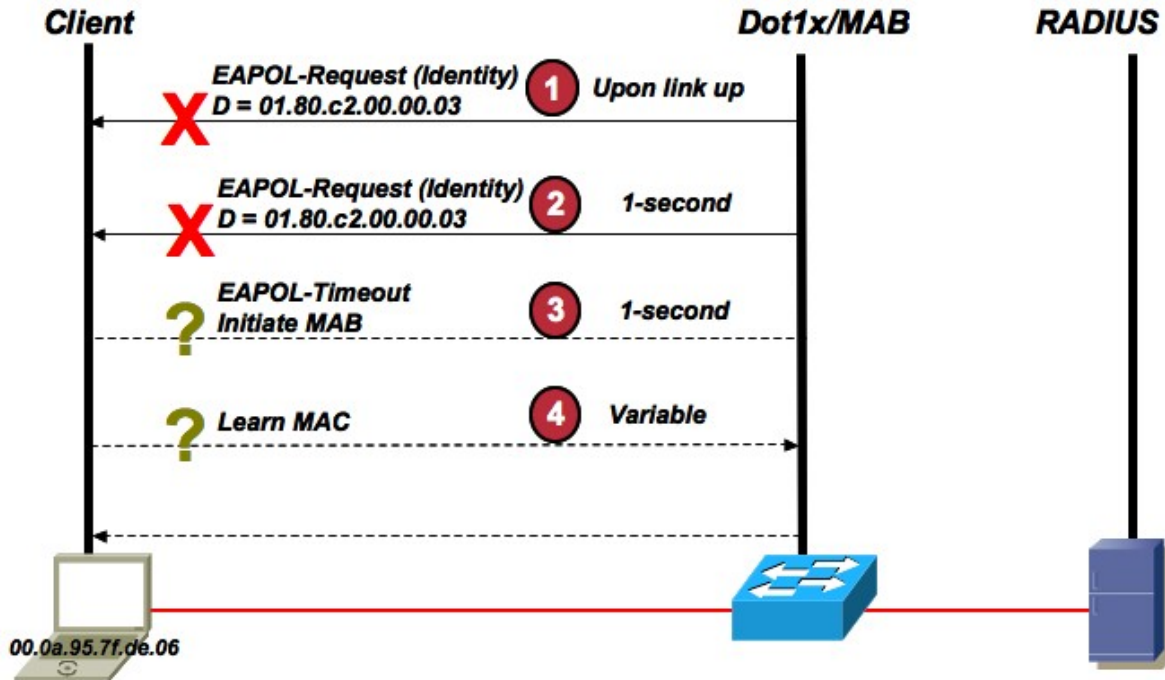 Client
Dot1x/MAB
RADIUS
EAPOL-Request (Identity)
D = 01.80.c2.00.00.03
1
Upon link up
X
EAPOL-Request (Identity)
D = 01.80.c2.00.00.03
2
1-second
X
EAPOL-Timeout
Initiate MAB
3
1-second
?
Learn MAC
4
Variable
?
00.0a.95.7f.de.06